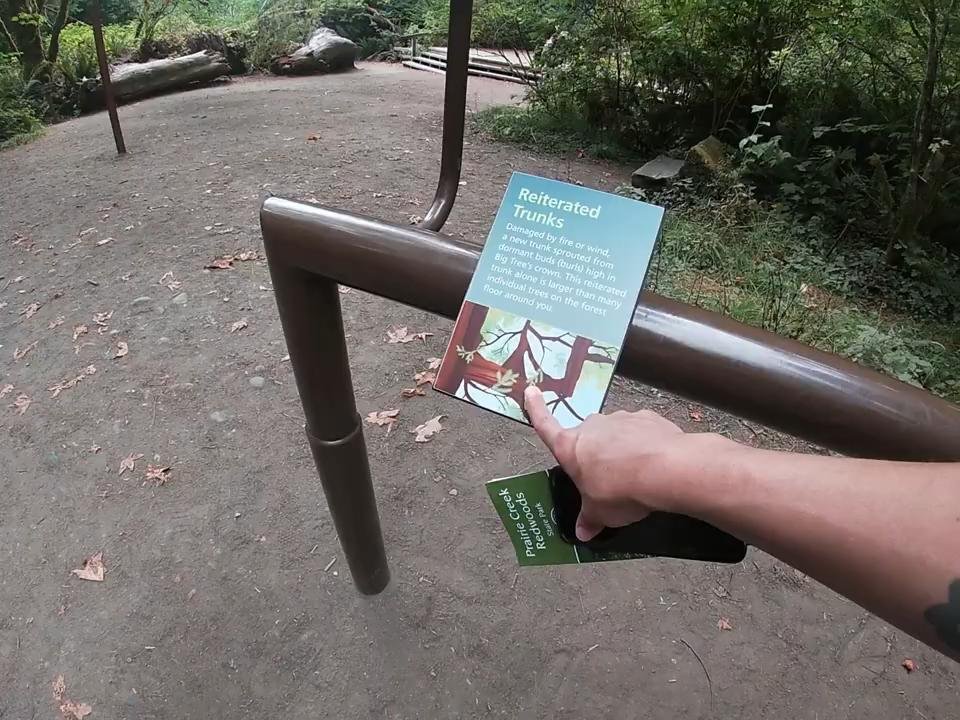 Reiterated
Trunks
Damaged by fire or wind,
a new trunk sprouted from
dormant buds (burls) high in
Big Tree's crown. This reiterated
trunk alone is larger than many
individual trees on the forest
floor around you.
Prairie Creek
Redwoods
State Park